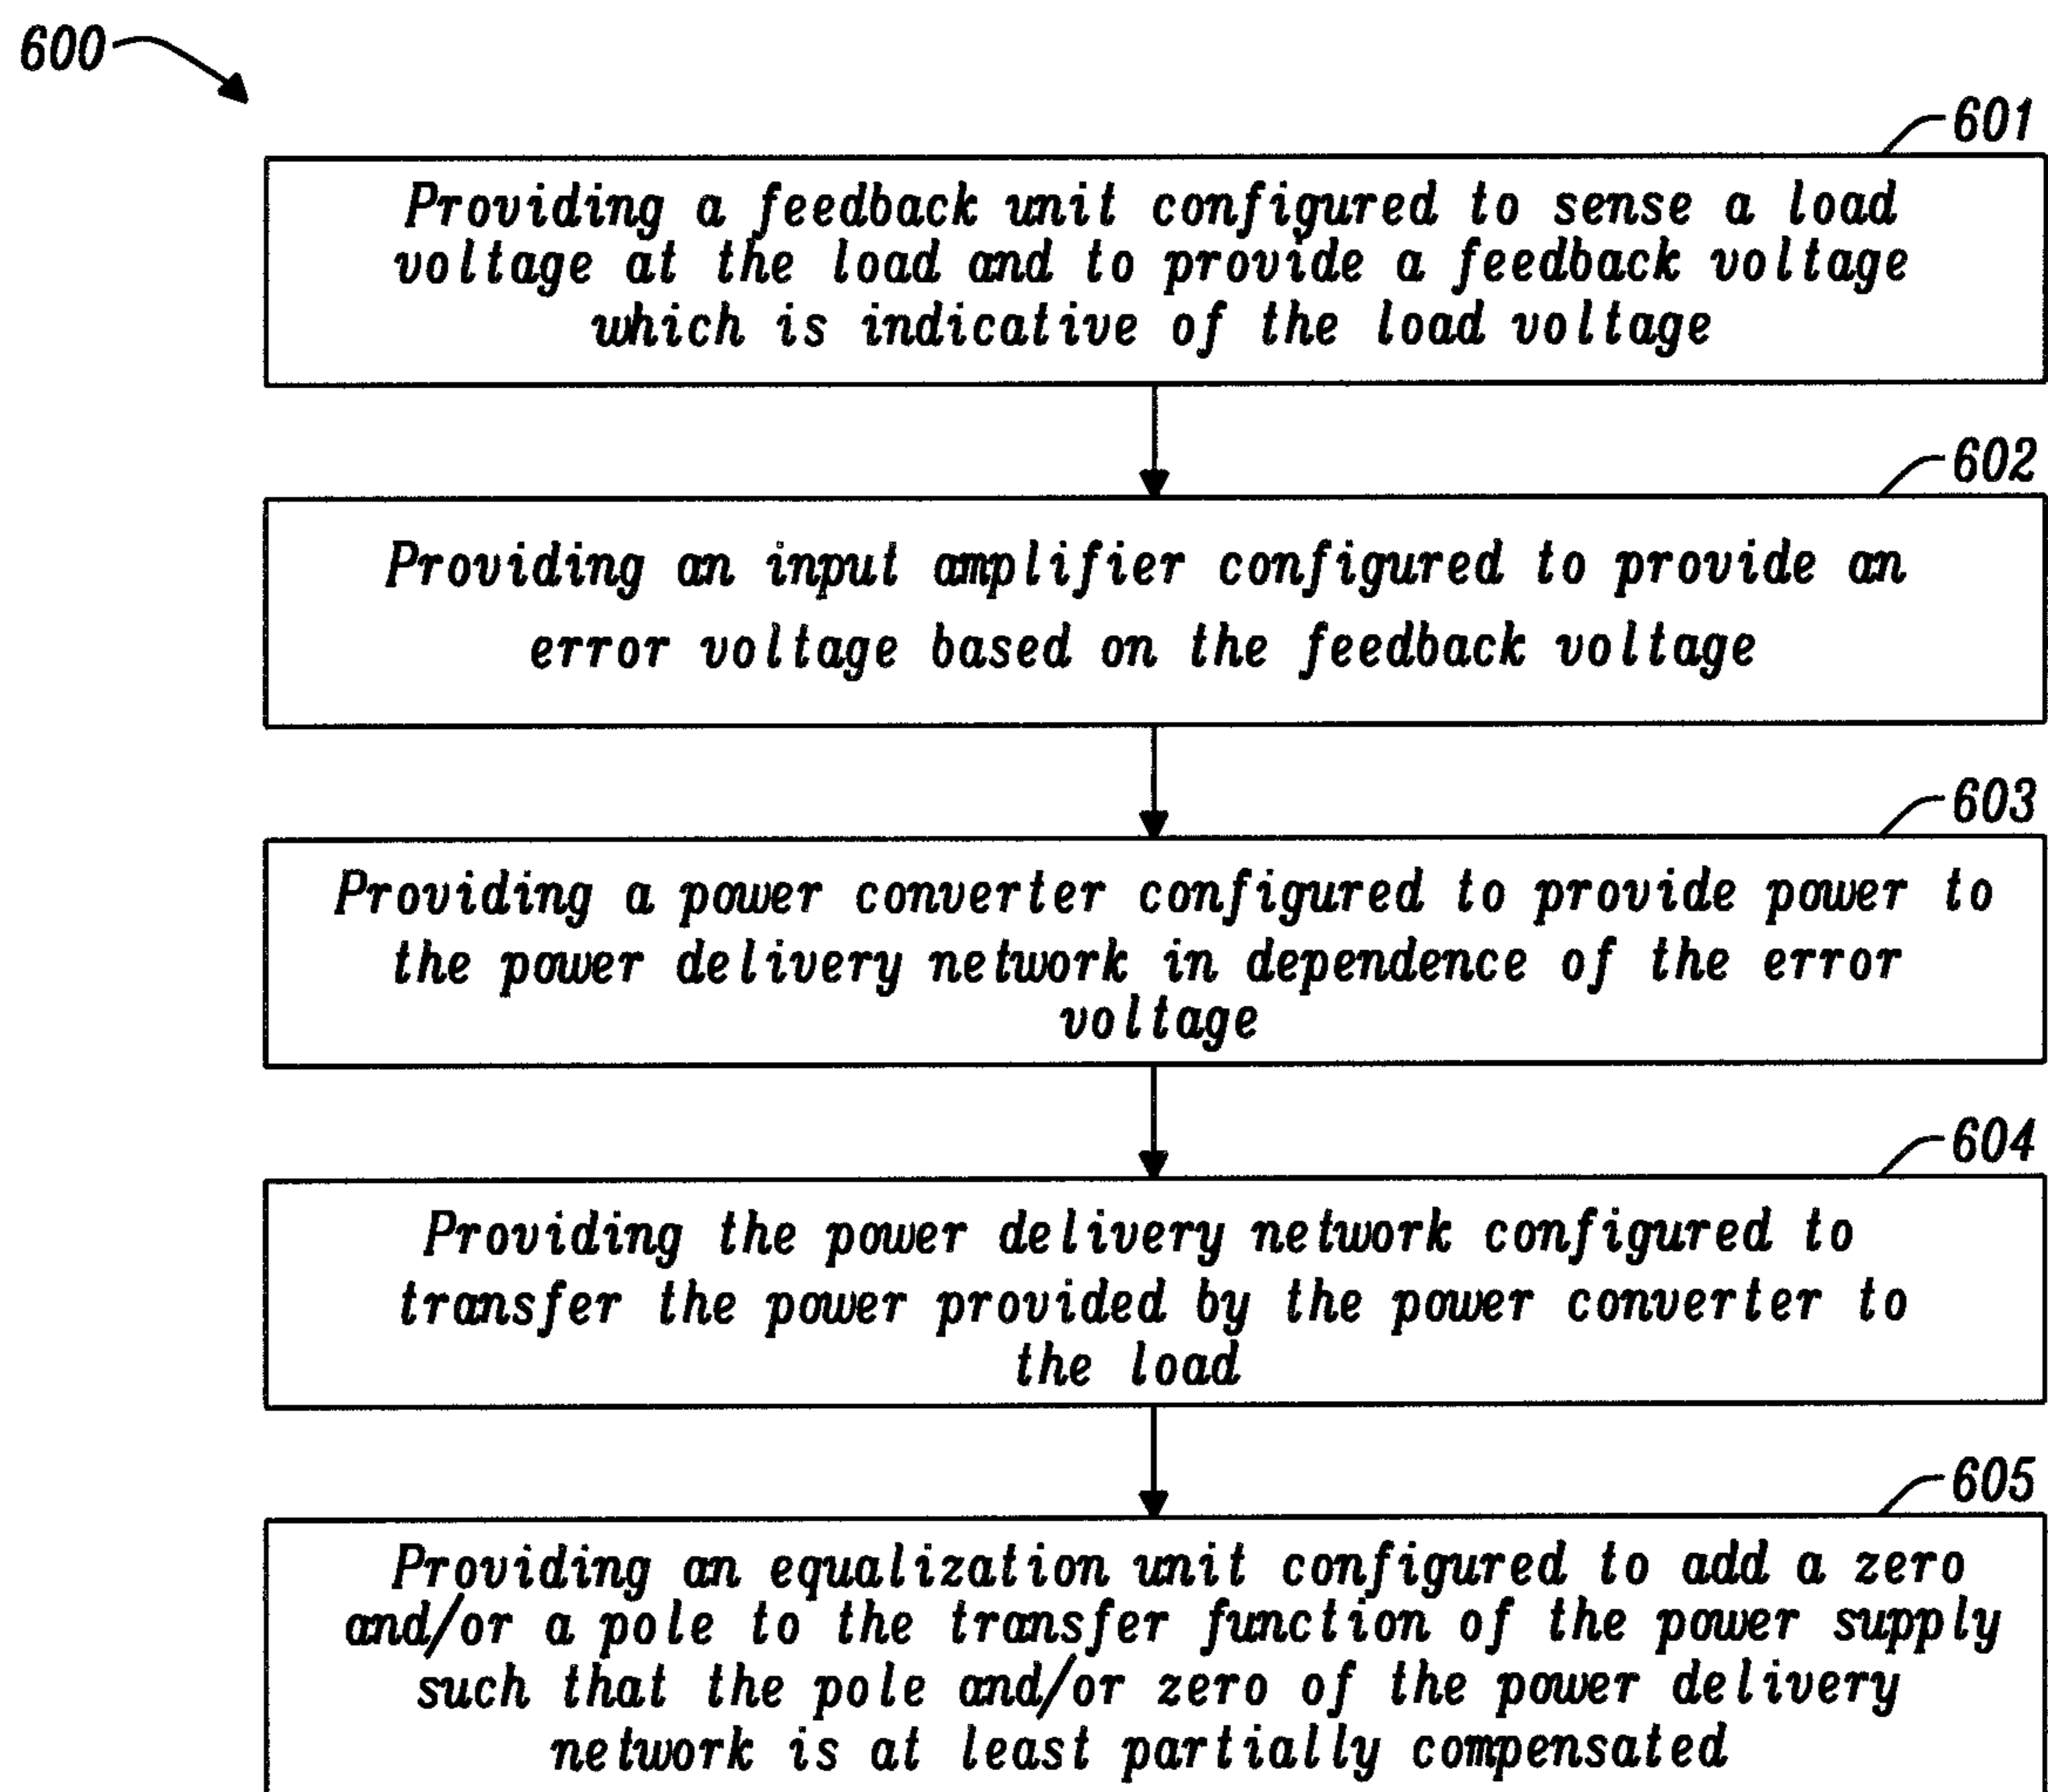 600
601
Providing a feedback unit configured to sense a load
voltage at the load and to provide a feedback voltage
which is indicative of the load voltage
602
Providing an input amplifier configured to provide an
error voltage based on the feedback voltage
603
Providing a power converter configured to provide power to
the power delivery network in dependence of the error
voltage
604
Providing the power delivery network configured to
transfer the power provided by the power converter to
the load
605
Providing an equalization unit configured to add a zero
and/or a pole to the transfer function of the power supply
such that the pole and/or zero of the power delivery
network is at least partially compensated